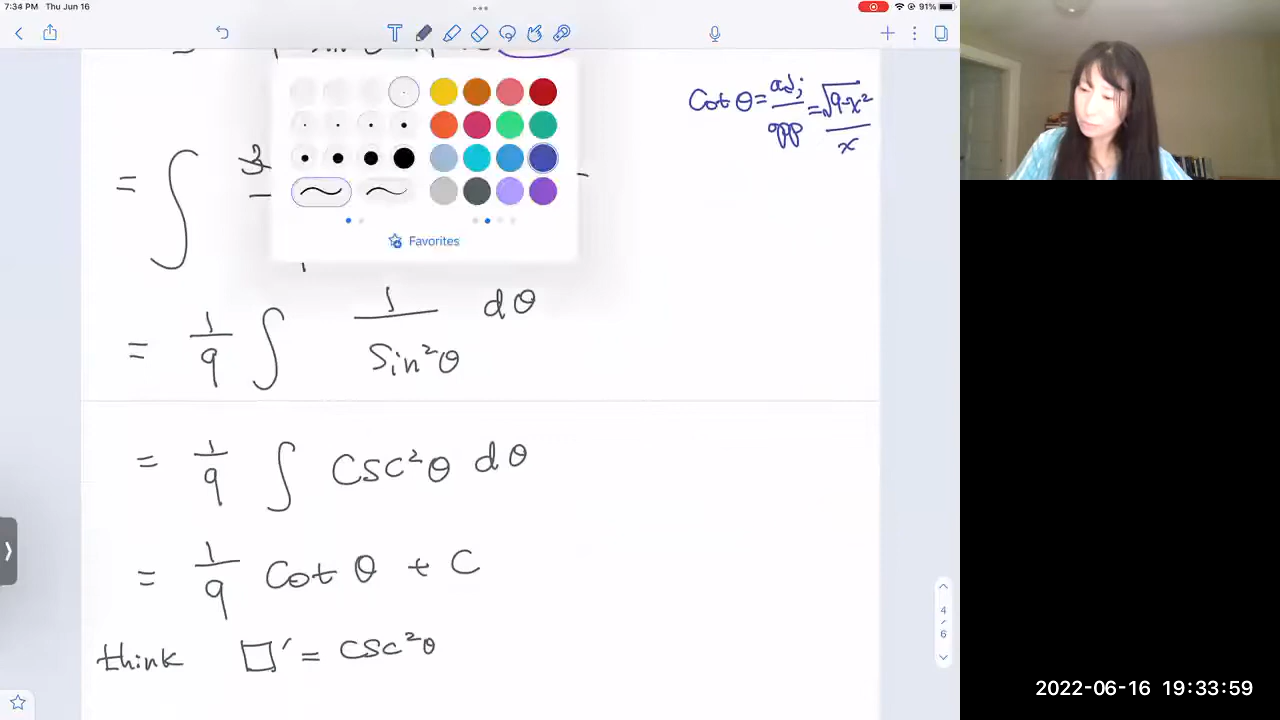 7:34 PM Thu Jun 16
91%
Cot θ = adj/opp = √(9-x²)/x
Favorites
= ∫ 3
= 1/9 ∫ 1/Sin²θ dθ
= 1/9 ∫ CSC²θ dθ
= 1/9 Cot θ + C
think □′ = CSC²θ
4
/
6
2022-06-16 19:33:59